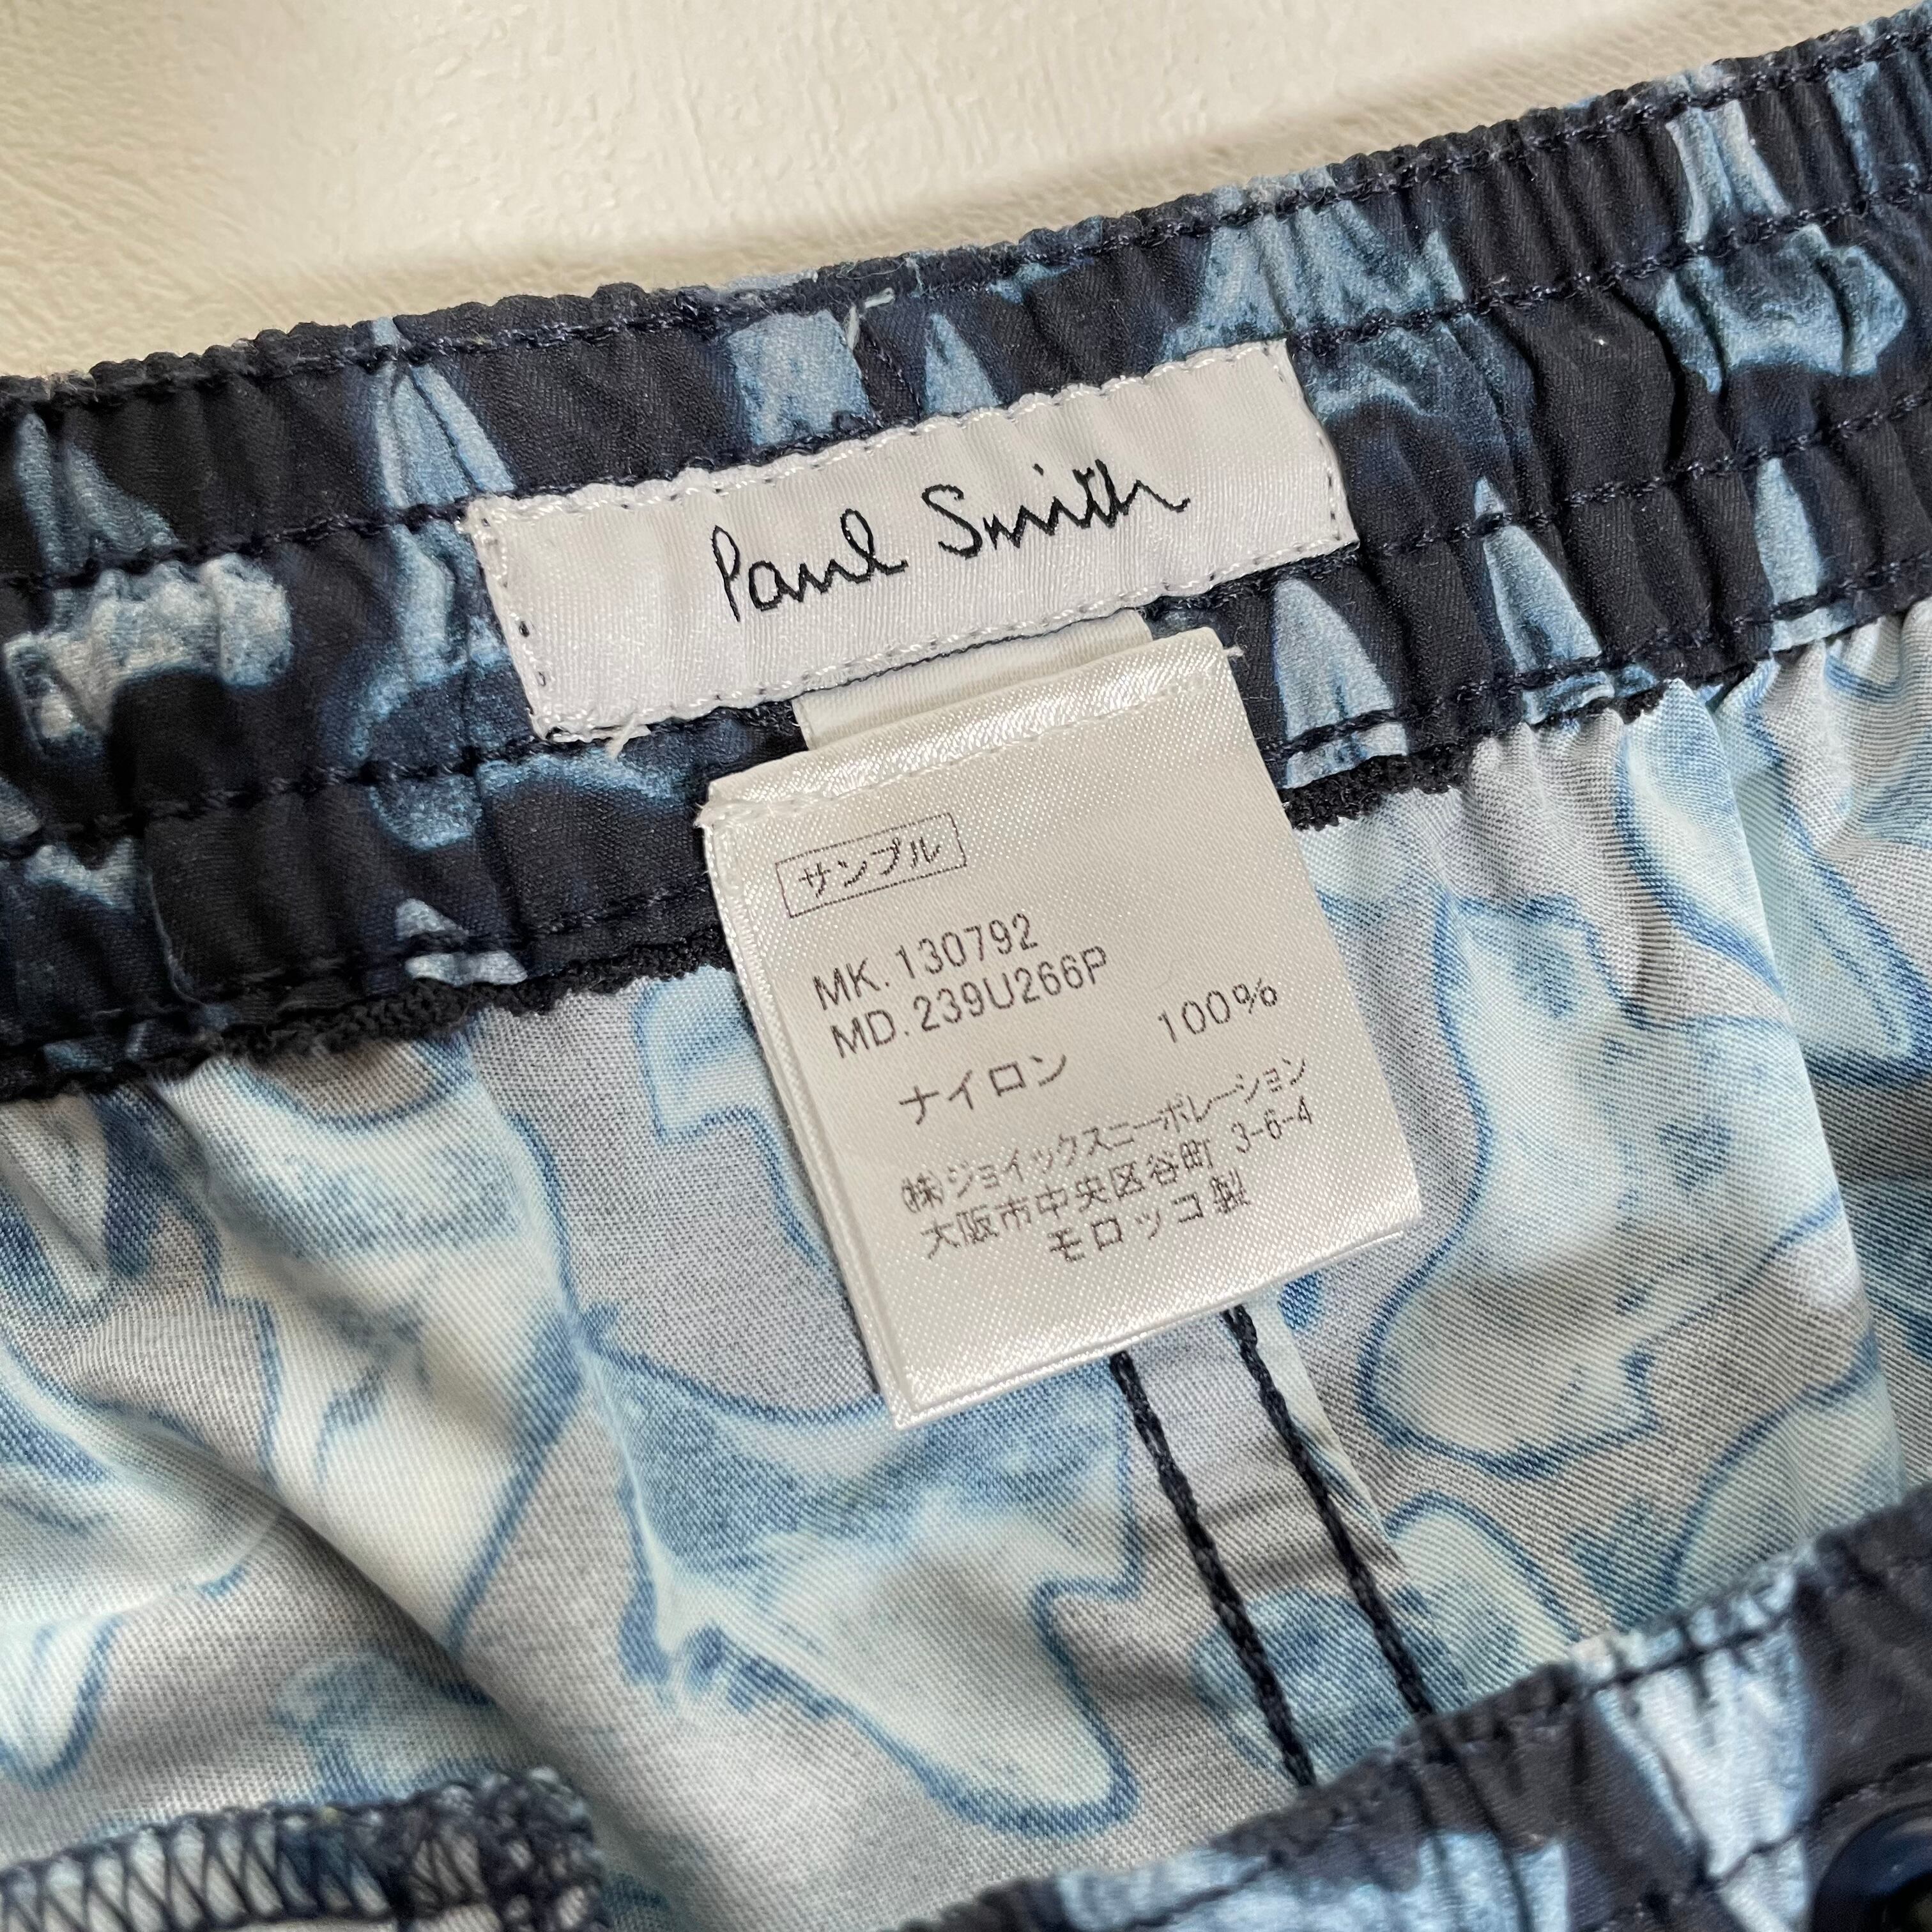 Paul Smith
サンプル
MK.130792
MD.239U266P
ナイロン 100%
㈱ジョイックスコーポレーション
大阪市中央区谷町 3-6-4
モロッコ製